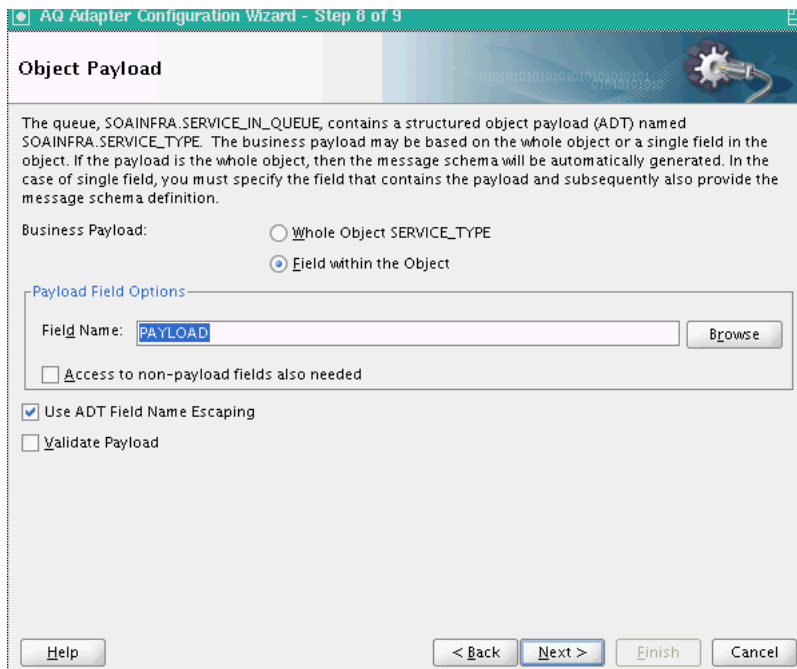 AQ Adapter Configuration Wizard - Step 8 of 9
Object Payload
The queue, SOAINFRA.SERVICE_IN_QUEUE, contains a structured object payload (ADT) named
SOAINFRA.SERVICE_TYPE. The business payload may be based on the whole object or a single field in the
object. If the payload is the whole object, then the message schema will be automatically generated. In the
case of single field, you must specify the field that contains the payload and subsequently also provide the
message schema definition.
Business Payload:
Whole Object SERVICE_TYPE
Field within the Object
Payload Field Options
Field Name: PAYLOAD Browse
Access to non-payload fields also needed
Use ADT Field Name Escaping
Validate Payload
Help < Back Next > Finish Cancel